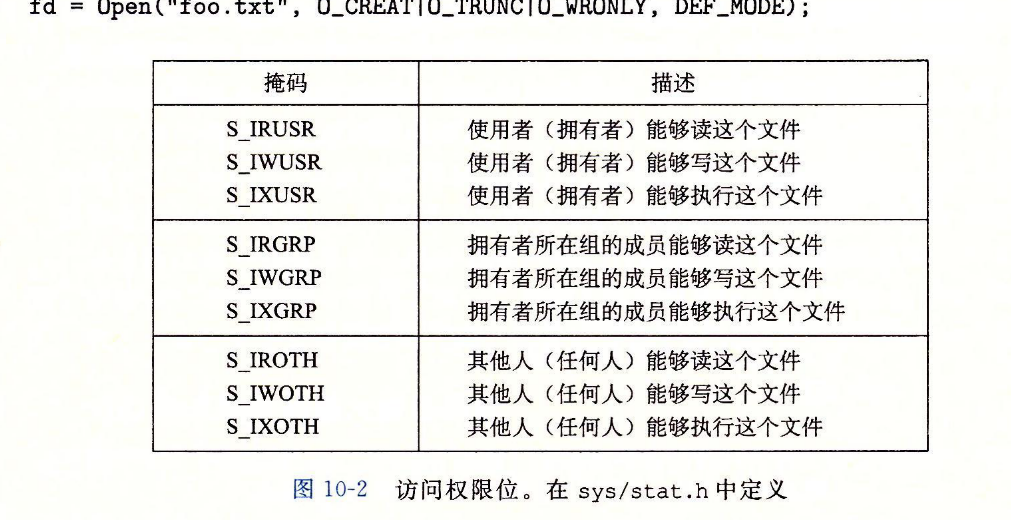 fd = Open("foo.txt", O_CREAT|O_TRUNC|O_WRONLY, DEF_MODE);
掩码 描述
S_IRUSR 使用者（拥有者）能够读这个文件
S_IWUSR 使用者（拥有者）能够写这个文件
S_IXUSR 使用者（拥有者）能够执行这个文件
S_IRGRP 拥有者所在组的成员能够读这个文件
S_IWGRP 拥有者所在组的成员能够写这个文件
S_IXGRP 拥有者所在组的成员能够执行这个文件
S_IROTH 其他人（任何人）能够读这个文件
S_IWOTH 其他人（任何人）能够写这个文件
S_IXOTH 其他人（任何人）能够执行这个文件
图 10-2 访问权限位。在 sys/stat.h 中定义